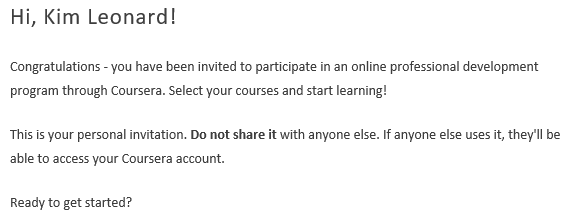 Hi, Kim Leonard!
Congratulations - you have been invited to participate in an online professional development
program through Coursera. Select your courses and start learning!
This is your personal invitation. Do not share it with anyone else. If anyone else uses it, they'll be
able to access your Coursera account.
Ready to get started?